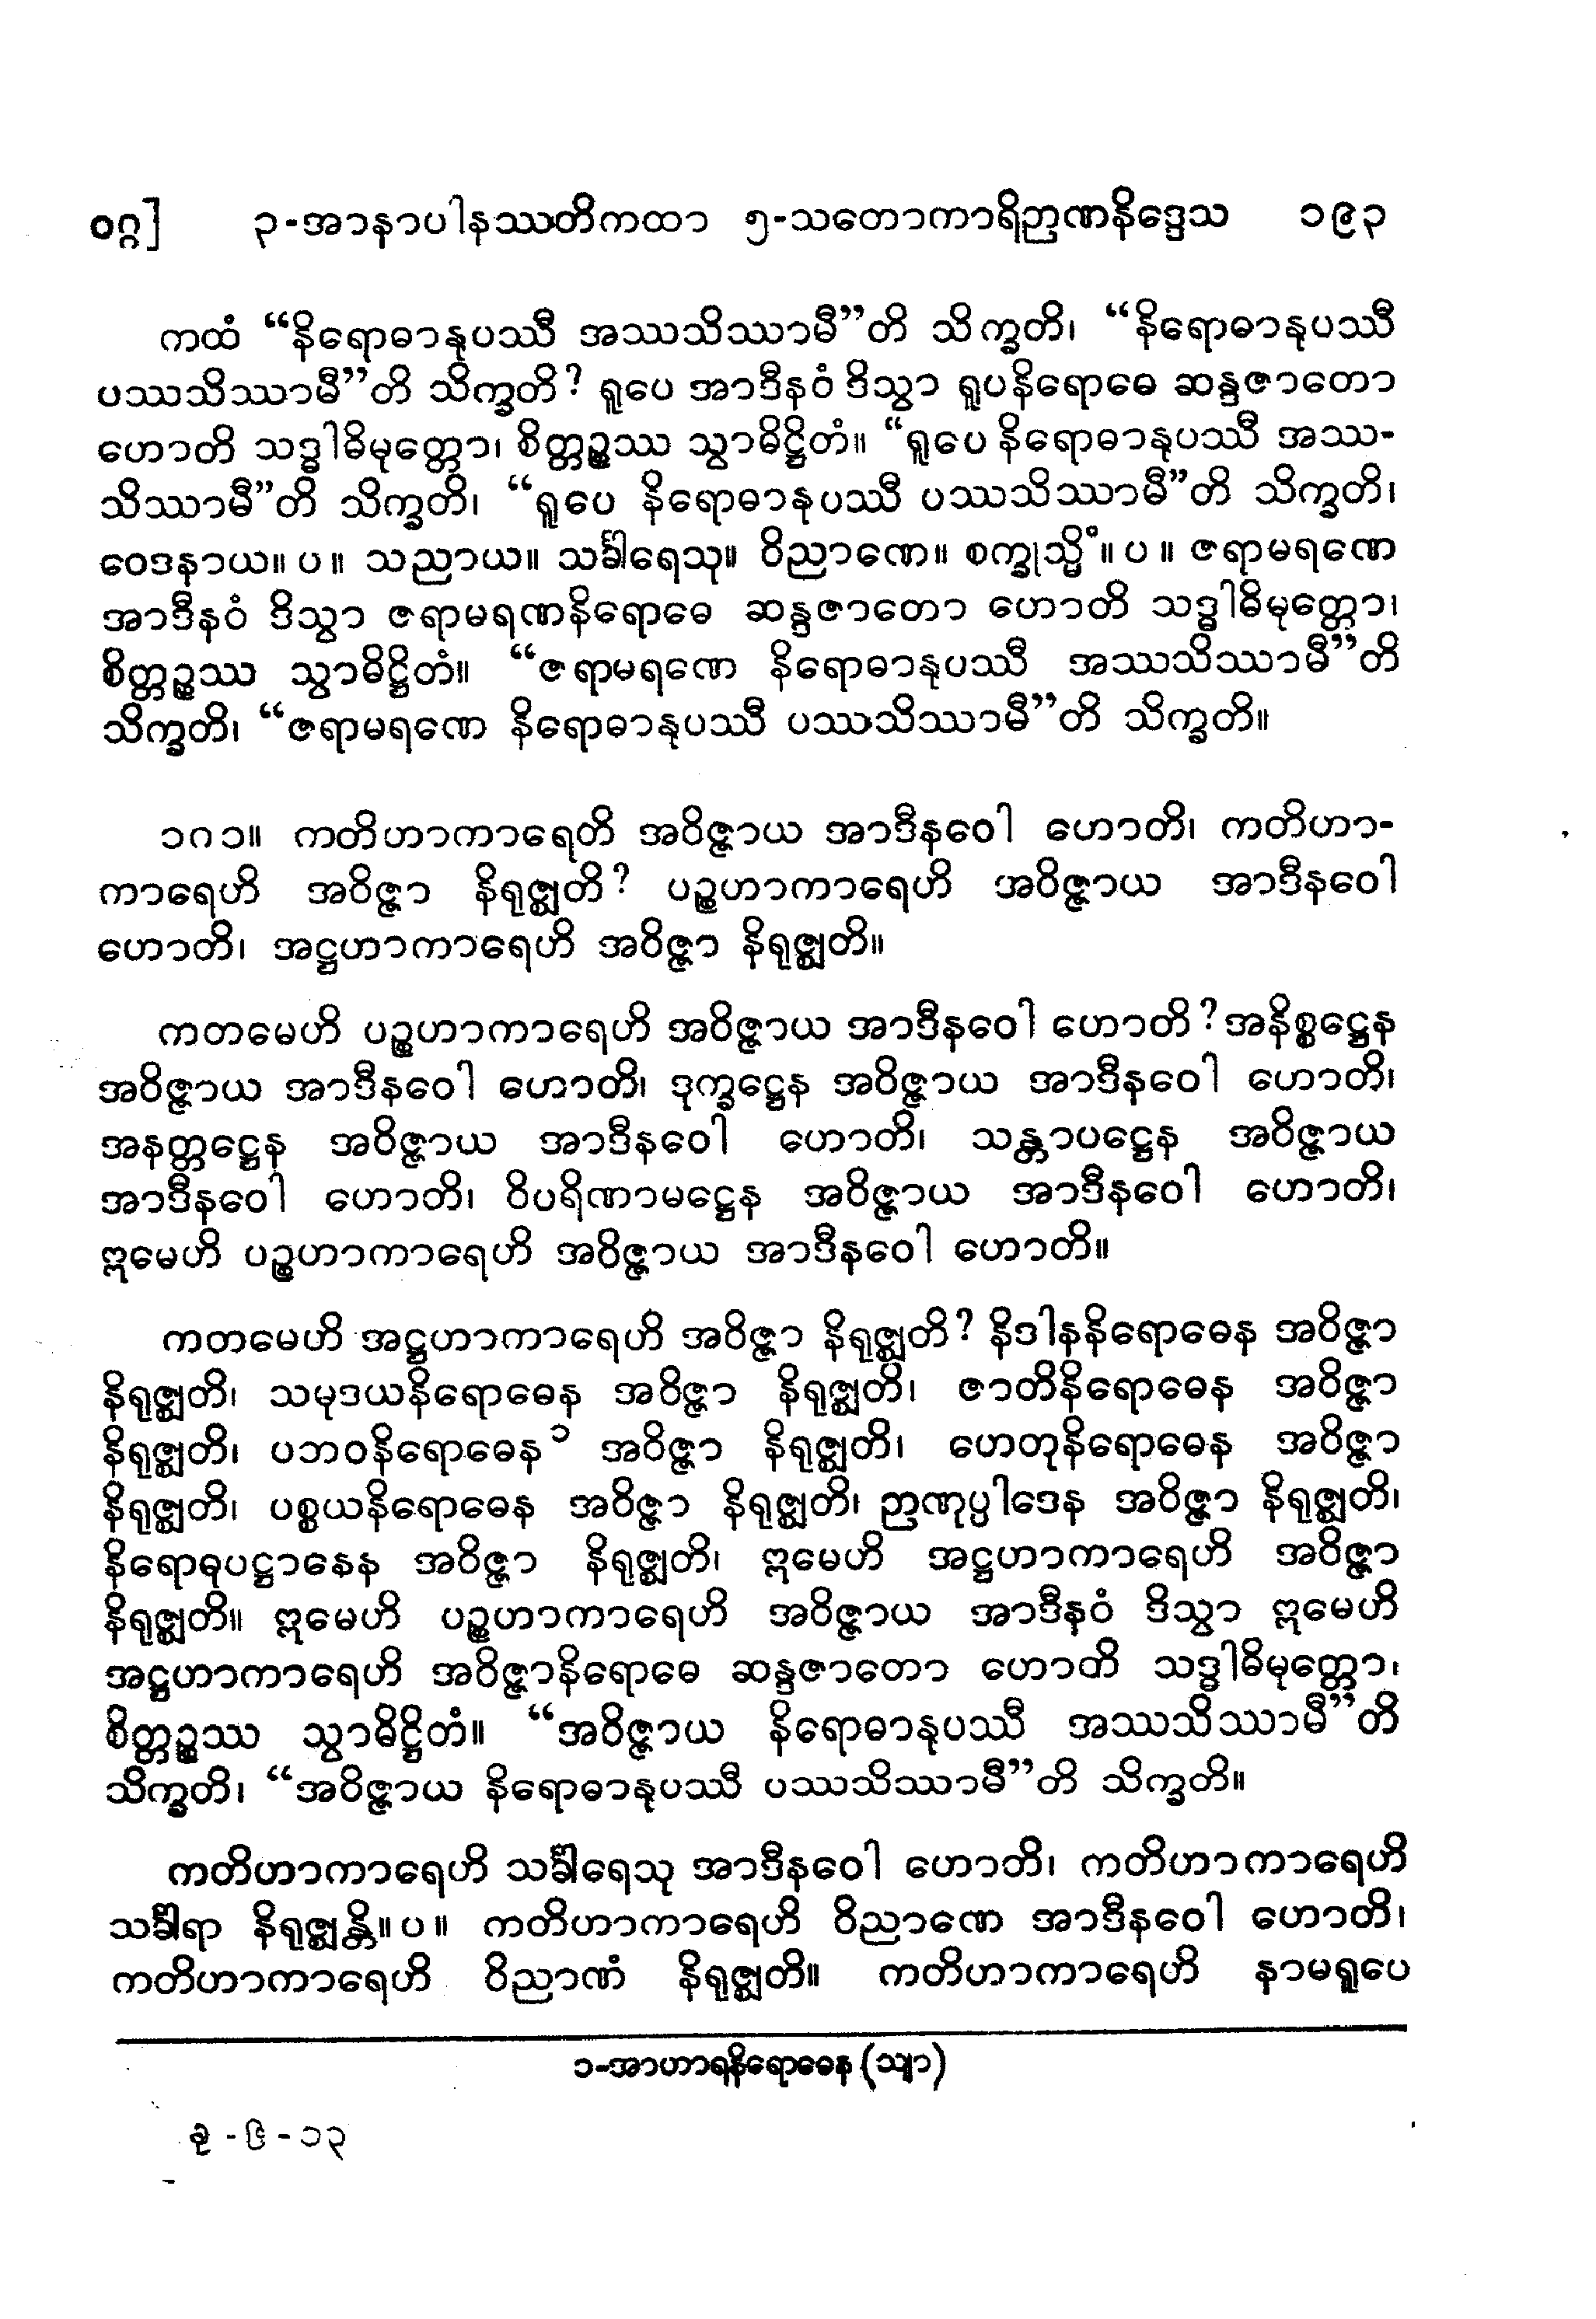 ဝဂ္ဂ]   ၃-အာနာပါနဿတိကထာ ၅-သတောကာရိဉာဏနိဒ္ဒေသ   ၁၉၃
ကထံ “နိရောဓာနုပဿီ အဿသိဿာမီ”တိ သိက္ခတိ၊ “နိရောဓာနုပဿီ
ပဿသိဿာမီ”တိ သိက္ခတိ? ရူပေ အာဒီနဝံ ဒိသွာ ရူပနိရောဓေ ဆန္ဒဇာတော
ဟောတိ သဒ္ဓါဓိမုတ္တော၊ စိတ္တဉ္စဿ သွာဓိဋ္ဌိတံ။ “ရူပေ နိရောဓာနုပဿီ အဿ-
သိဿာမီ”တိ သိက္ခတိ၊ “ရူပေ နိရောဓာနုပဿီ ပဿသိဿာမီ”တိ သိက္ခတိ၊
ဝေဒနာယ။ ပ။ သညာယ။ သင်္ခါရေသု။ ဝိညာဏေ။ စက္ခုသ္မိံ။ ပ။ ဇရာမရဏေ
အာဒီနဝံ ဒိသွာ ဇရာမရဏနိရောဓေ ဆန္ဒဇာတော ဟောတိ သဒ္ဓါဓိမုတ္တော၊
စိတ္တဉ္စဿ သွာဓိဋ္ဌိတံ။ “ဇရာမရဏေ နိရောဓာနုပဿီ အဿသိဿာမီ”တိ
သိက္ခတိ၊ “ဇရာမရဏေ နိရောဓာနုပဿီ ပဿသိဿာမီ”တိ သိက္ခတိ။
၁၇၁။ ကတိဟာကာရေတိ အဝိဇ္ဇာယ အာဒီနဝေါ ဟောတိ၊ ကတိဟာ-
ကာရေဟိ အဝိဇ္ဇာ နိရုဇ္ဈတိ? ပဉ္စဟာကာရေဟိ အဝိဇ္ဇာယ အာဒီနဝေါ
ဟောတိ၊ အဋ္ဌဟာကာရေဟိ အဝိဇ္ဇာ နိရုဇ္ဈတိ။
ကတမေဟိ ပဉ္စဟာကာရေဟိ အဝိဇ္ဇာယ အာဒီနဝေါ ဟောတိ? အနိစ္စဋ္ဌေန
အဝိဇ္ဇာယ အာဒီနဝေါ ဟောတိ၊ ဒုက္ခဋ္ဌေန အဝိဇ္ဇာယ အာဒီနဝေါ ဟောတိ၊
အနတ္တဋ္ဌေန အဝိဇ္ဇာယ အာဒီနဝေါ ဟောတိ၊ သန္တာပဋ္ဌေန အဝိဇ္ဇာယ
အာဒီနဝေါ ဟောတိ၊ ဝိပရိဏာမဋ္ဌေန အဝိဇ္ဇာယ အာဒီနဝေါ ဟောတိ၊
ဣမေဟိ ပဉ္စဟာကာရေဟိ အဝိဇ္ဇာယ အာဒီနဝေါ ဟောတိ။
ကတမေဟိ အဋ္ဌဟာကာရေဟိ အဝိဇ္ဇာ နိရုဇ္ဈတိ? နိဒါနနိရောဓေန အဝိဇ္ဇာ
နိရုဇ္ဈတိ၊ သမုဒယနိရောဓေန အဝိဇ္ဇာ နိရုဇ္ဈတိ၊ ဇာတိနိရောဓေန အဝိဇ္ဇာ
နိရုဇ္ဈတိ၊ ပဘဝနိရောဓေန ၁ အဝိဇ္ဇာ နိရုဇ္ဈတိ၊ ဟေတုနိရောဓေန အဝိဇ္ဇာ
နိရုဇ္ဈတိ၊ ပစ္စယနိရောဓေန အဝိဇ္ဇာ နိရုဇ္ဈတိ၊ ဉာဏုပ္ပါဒေန အဝိဇ္ဇာ နိရုဇ္ဈတိ၊
နိရောဓုပဋ္ဌာနေန အဝိဇ္ဇာ နိရုဇ္ဈတိ၊ ဣမေဟိ အဋ္ဌဟာကာရေဟိ အဝိဇ္ဇာ
နိရုဇ္ဈတိ။ ဣမေဟိ ပဉ္စဟာကာရေဟိ အဝိဇ္ဇာယ အာဒီနဝံ ဒိသွာ ဣမေဟိ
အဋ္ဌဟာကာရေဟိ အဝိဇ္ဇာနိရောဓေ ဆန္ဒဇာတော ဟောတိ သဒ္ဓါဓိမုတ္တော၊
စိတ္တဉ္စဿ သွာဓိဋ္ဌိတံ။ “အဝိဇ္ဇာယ နိရောဓာနုပဿီ အဿသိဿာမီ”တိ
သိက္ခတိ၊ “အဝိဇ္ဇာယ နိရောဓာနုပဿီ ပဿသိဿာမီ”တိ သိက္ခတိ။
ကတိဟာကာရေဟိ သင်္ခါရေသု အာဒီနဝေါ ဟောတိ၊ ကတိဟာကာရေဟိ
သင်္ခါရာ နိရုဇ္ဈန္တိ။ ပ။ ကတိဟာကာရေဟိ ဝိညာဏေ အာဒီနဝေါ ဟောတိ၊
ကတိဟာကာရေဟိ ဝိညာဏံ နိရုဇ္ဈတိ။ ကတိဟာကာရေဟိ နာမရူပေ
၁-အာဟာရနိရောဓေန (သျာ)
ခု - ၉ - ၁၃